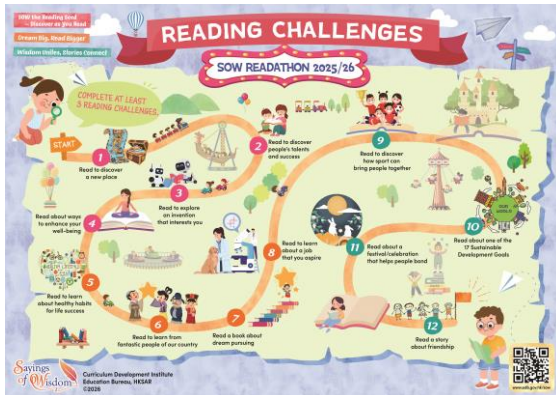 SOW the Reading Seed
– Discover as You Read
Dream Big, Read Bigger
Wisdom Unites, Stories Connect
READING CHALLENGES
SOW READATHON 2025/26
COMPLETE AT LEAST
5 READING CHALLENGES.
START
1
Read to discover
a new place
2
Read to discover
people's talents
and success
3
Read to explore
an invention
that interests you
4
Read about ways
to enhance your
well-being
5
Read to learn
about healthy habits
for life success
6
Read to learn from
fantastic people of our country
7
Read a book about
dream pursuing
8
Read to learn
about a job
that you aspire
9
Read to discover
how sport can
bring people together
10
Read about one of the
17 Sustainable
Development Goals
11
Read about a
festival/celebration
that helps people bond
12
Read a story
about friendship
Sayings
of Wisdom
Curriculum Development Institute
Education Bureau, HKSAR
©2026